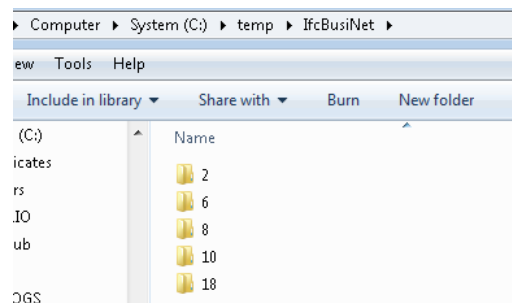 Computer System (C:) temp IfcBusiNet
ew Tools Help
Include in library Share with Burn New folder
(C:) Name
icates
2
rs
6
.IO
8
ub
10
18
OGS